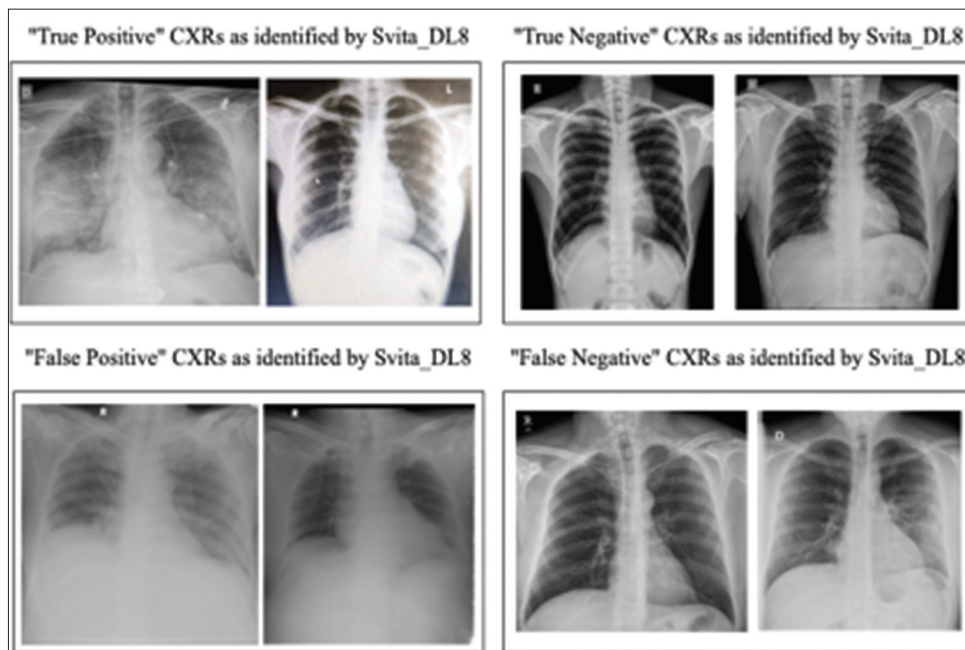 "True Positive" CXRs as identified by Svita_DL8
"True Negative" CXRs as identified by Svita_DL8
L
R
"False Positive" CXRs as identified by Svita_DL8
"False Negative" CXRs as identified by Svita_DL8
R
D